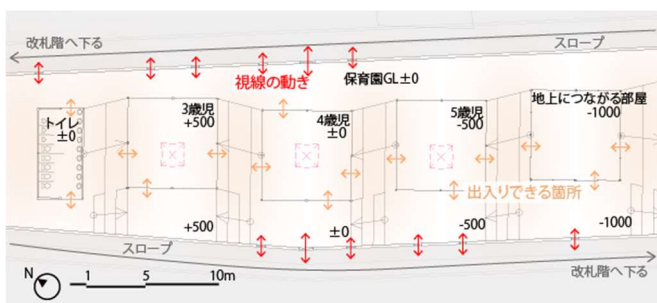 改札階へ下る
スロープ
視線の動き
保育園GL±0
トイレ
±0
3歳児
+500
4歳児
±0
5歳児
-500
地上につながる部屋
-1000
出入りできる箇所
+500
±0
-500
-1000
スロープ
改札階へ下る
N
1 5 10m